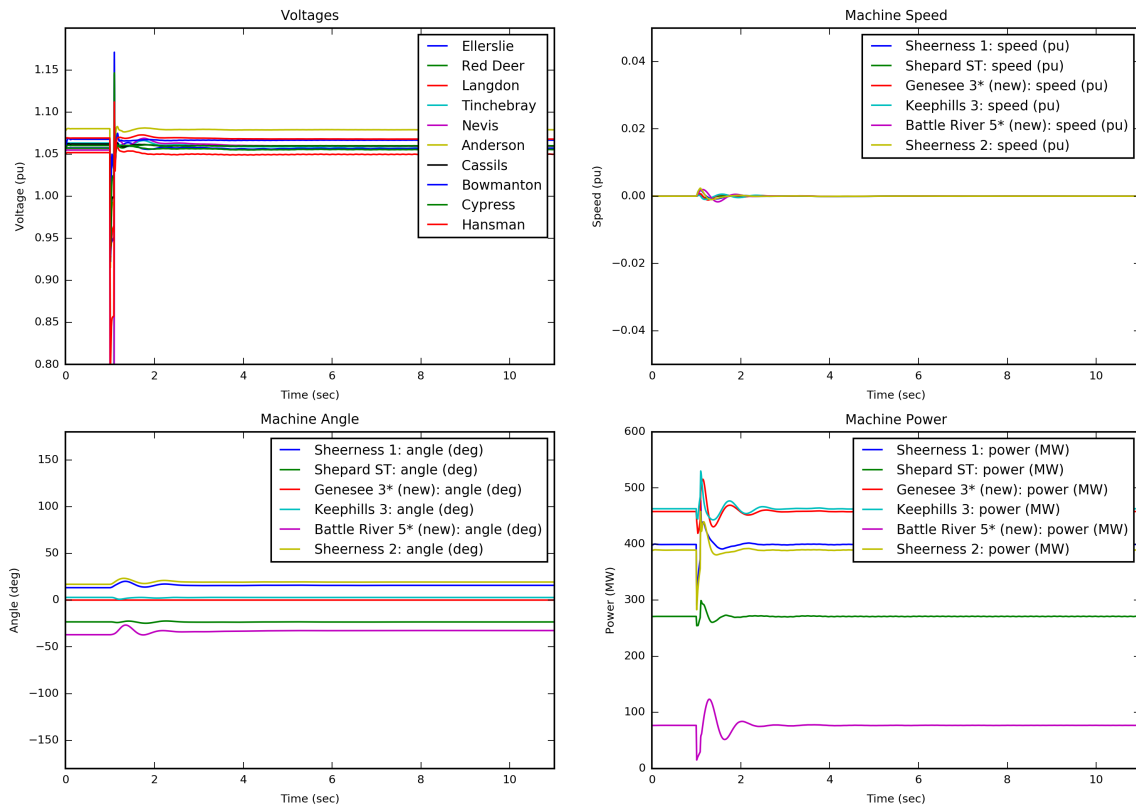 Voltages
1.15
1.10
1.05
1.00
0.95
0.90
0.85
0.80
Voltage (pu)
0
2
4
6
8
10
Time (sec)
Ellerslie
Red Deer
Langdon
Tinchebray
Nevis
Anderson
Cassils
Bowmanton
Cypress
Hansman
Machine Speed
0.04
0.02
0.00
−0.02
−0.04
Speed (pu)
0
2
4
6
8
10
Time (sec)
Sheerness 1: speed (pu)
Shepard ST: speed (pu)
Genesee 3* (new): speed (pu)
Keephills 3: speed (pu)
Battle River 5* (new): speed (pu)
Sheerness 2: speed (pu)
Machine Angle
150
100
50
0
−50
−100
−150
Angle (deg)
0
2
4
6
8
10
Time (sec)
Sheerness 1: angle (deg)
Shepard ST: angle (deg)
Genesee 3* (new): angle (deg)
Keephills 3: angle (deg)
Battle River 5* (new): angle (deg)
Sheerness 2: angle (deg)
Machine Power
600
500
400
300
200
100
0
Power (MW)
0
2
4
6
8
10
Time (sec)
Sheerness 1: power (MW)
Shepard ST: power (MW)
Genesee 3* (new): power (MW)
Keephills 3: power (MW)
Battle River 5* (new): power (MW)
Sheerness 2: power (MW)